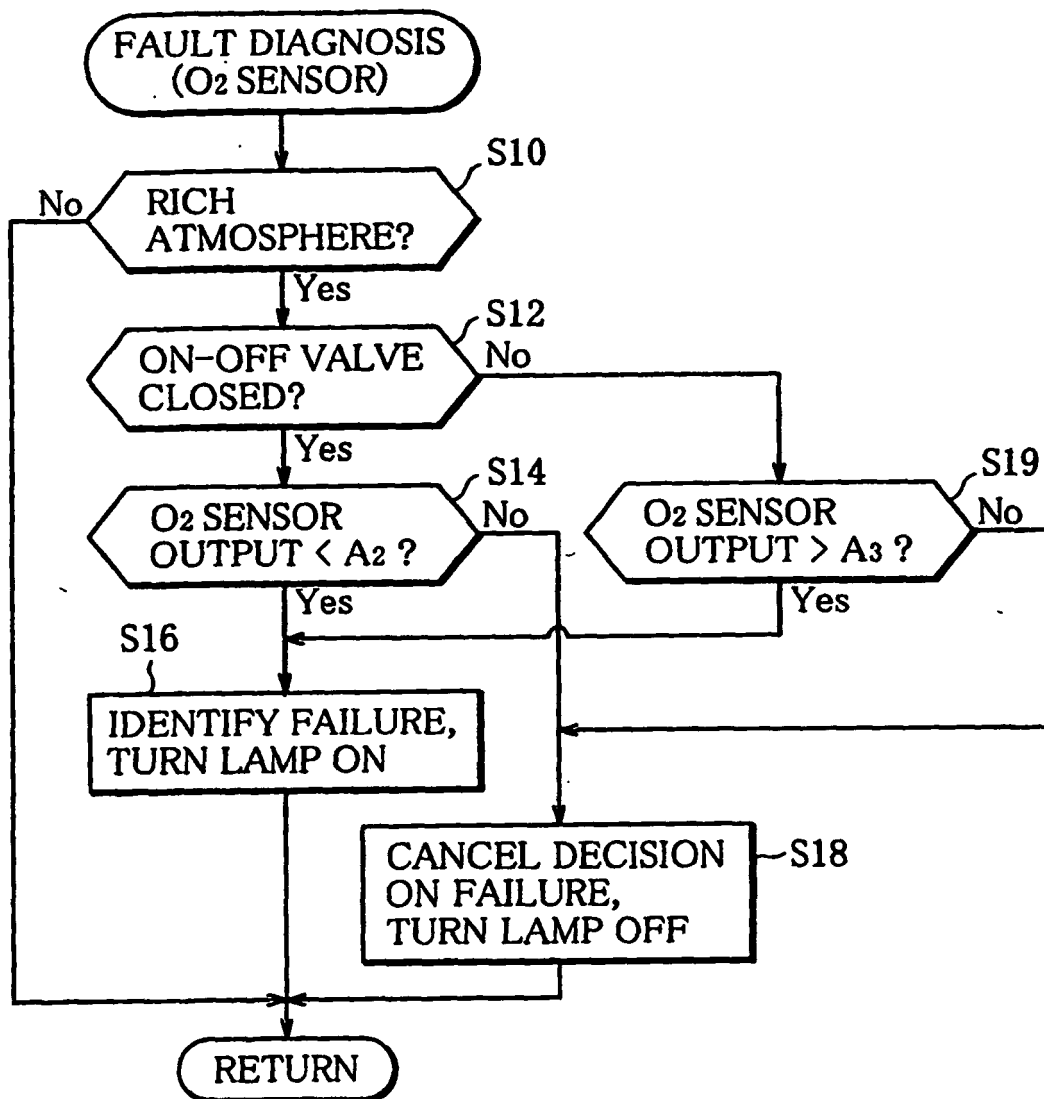 FAULT DIAGNOSIS
(O2 SENSOR)
S10
No
RICH
ATMOSPHERE?
Yes
S12
ON-OFF VALVE
CLOSED?
No
Yes
S14
O2 SENSOR
OUTPUT < A2 ?
No
S19
O2 SENSOR
OUTPUT > A3 ?
No
Yes
Yes
S16
IDENTIFY FAILURE,
TURN LAMP ON
CANCEL DECISION
ON FAILURE,
TURN LAMP OFF
S18
RETURN